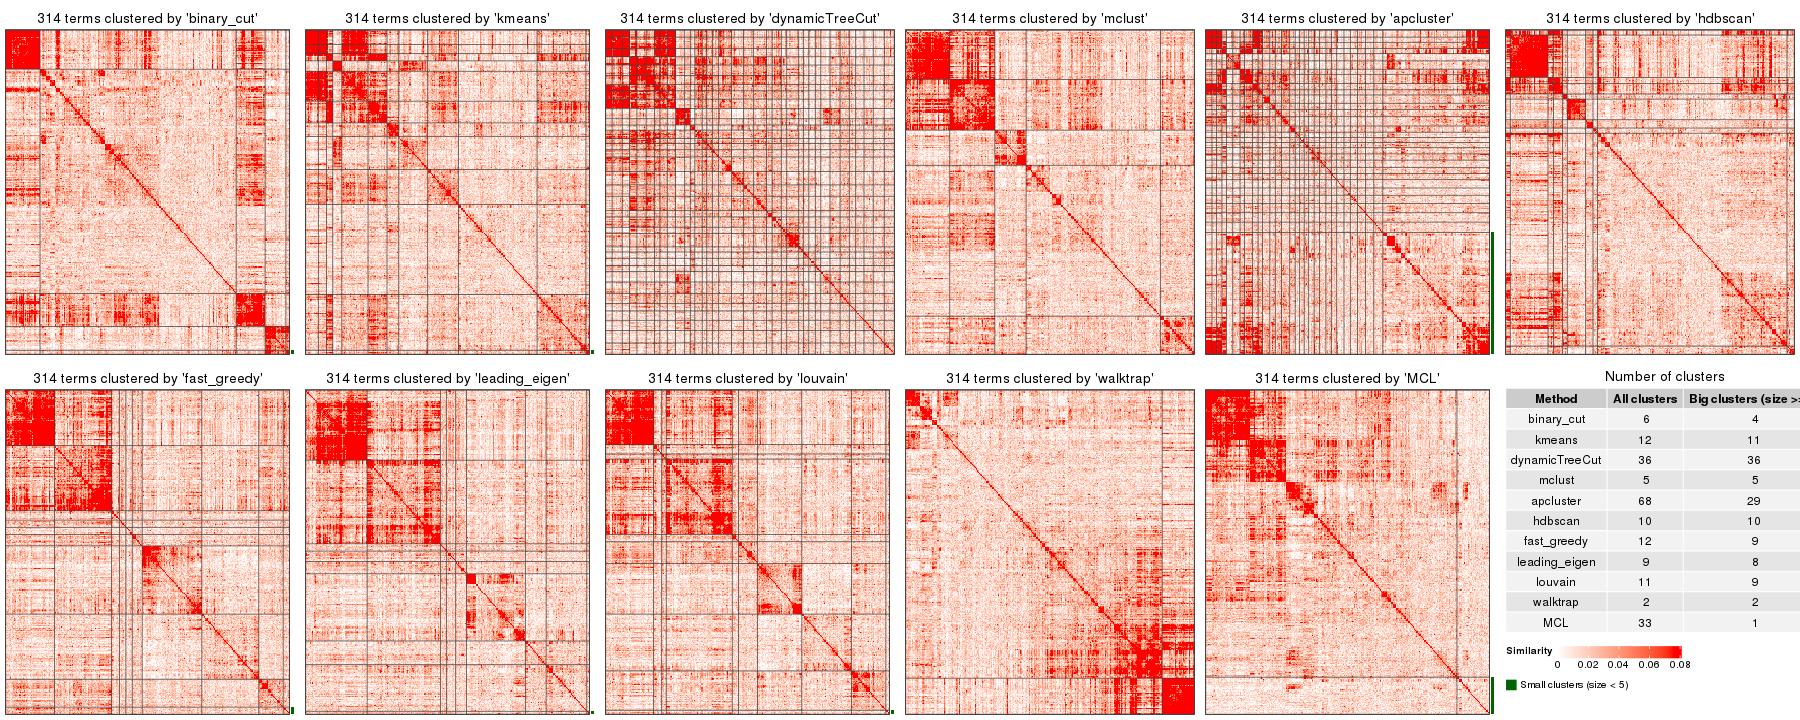 314 terms clustered by 'binary_cut'
314 terms clustered by 'kmeans'
314 terms clustered by 'dynamicTreeCut'
314 terms clustered by 'mclust'
314 terms clustered by 'apcluster'
314 terms clustered by 'hdbscan'
314 terms clustered by 'fast_greedy'
314 terms clustered by 'leading_eigen'
314 terms clustered by 'louvain'
314 terms clustered by 'walktrap'
314 terms clustered by 'MCL'
Number of clusters
Method All clusters Big clusters (size >=
binary_cut 6 4
kmeans 12 11
dynamicTreeCut 36 36
mclust 5 5
apcluster 68 29
hdbscan 10 10
fast_greedy 12 9
leading_eigen 9 8
louvain 11 9
walktrap 2 2
MCL 33 1
Similarity
0 0.02 0.04 0.06 0.08
Small clusters (size < 5)